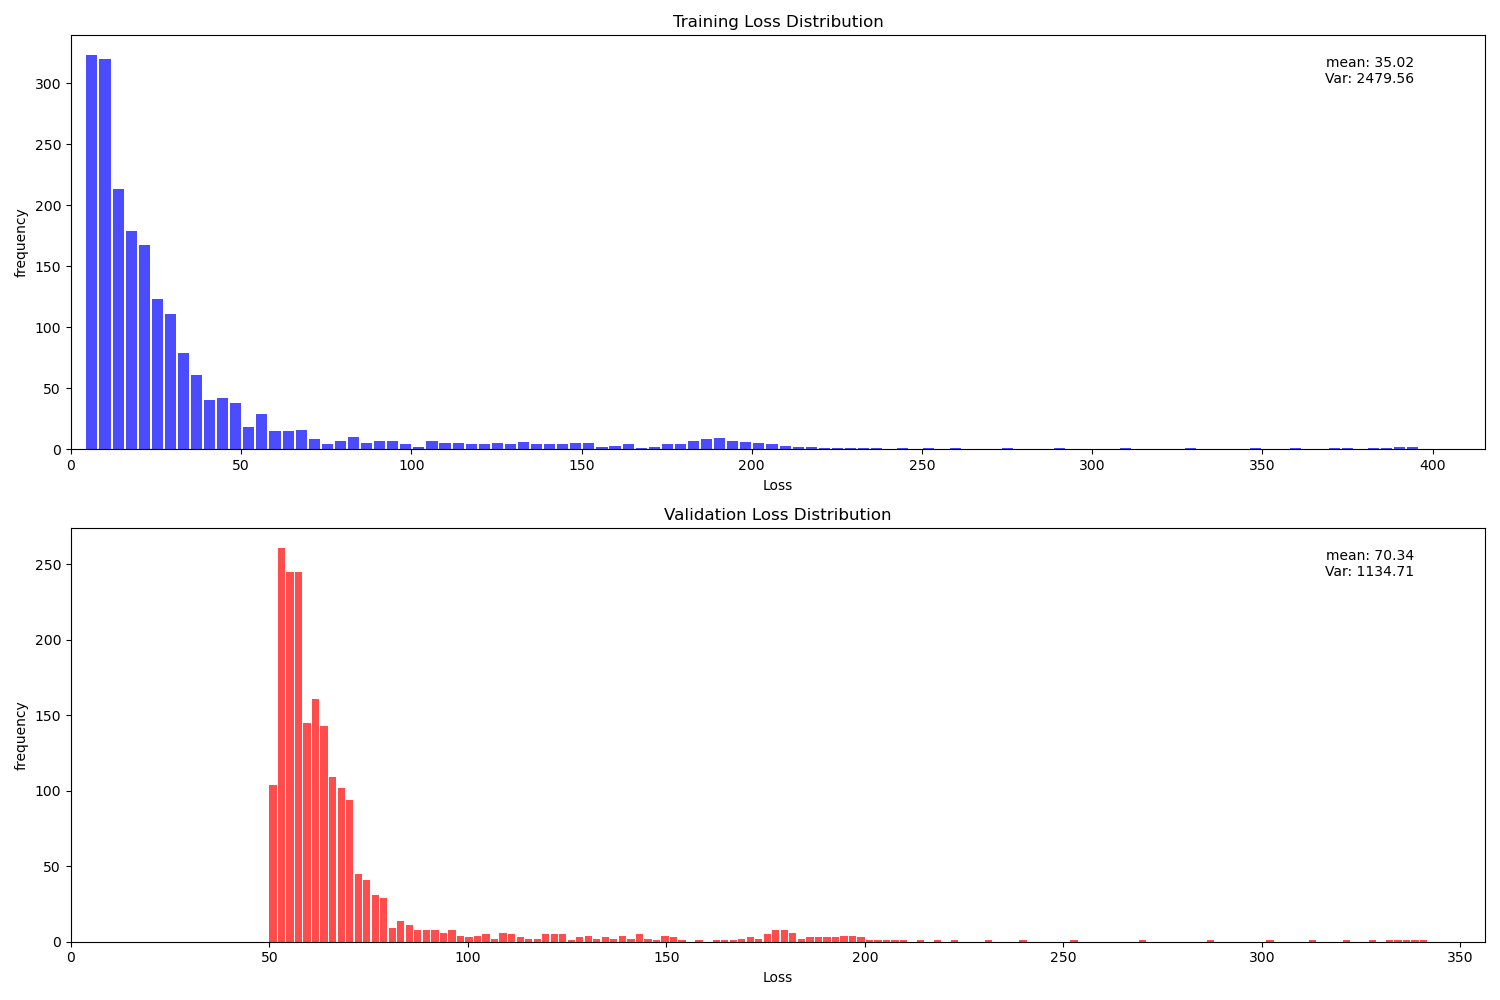 Training Loss Distribution
mean: 35.02
Var: 2479.56
frequency
300
250
200
150
100
50
0
0 50 100 150 200 250 300 350 400
Loss
Validation Loss Distribution
mean: 70.34
Var: 1134.71
frequency
250
200
150
100
50
0
0 50 100 150 200 250 300 350
Loss